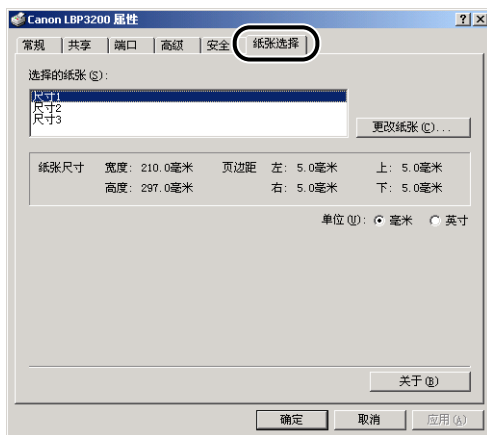 Canon LBP3200 属性
常规 共享 端口 高级 安全 纸张选择
选择的纸张(S):
尺寸1
尺寸2
尺寸3
更改纸张(C)...
纸张尺寸 宽度: 210.0毫米 页边距 左: 5.0毫米 上: 5.0毫米
高度: 297.0毫米 右: 5.0毫米 下: 5.0毫米
单位(U): 毫米 英寸
关于(B)
确定 取消 应用(A)